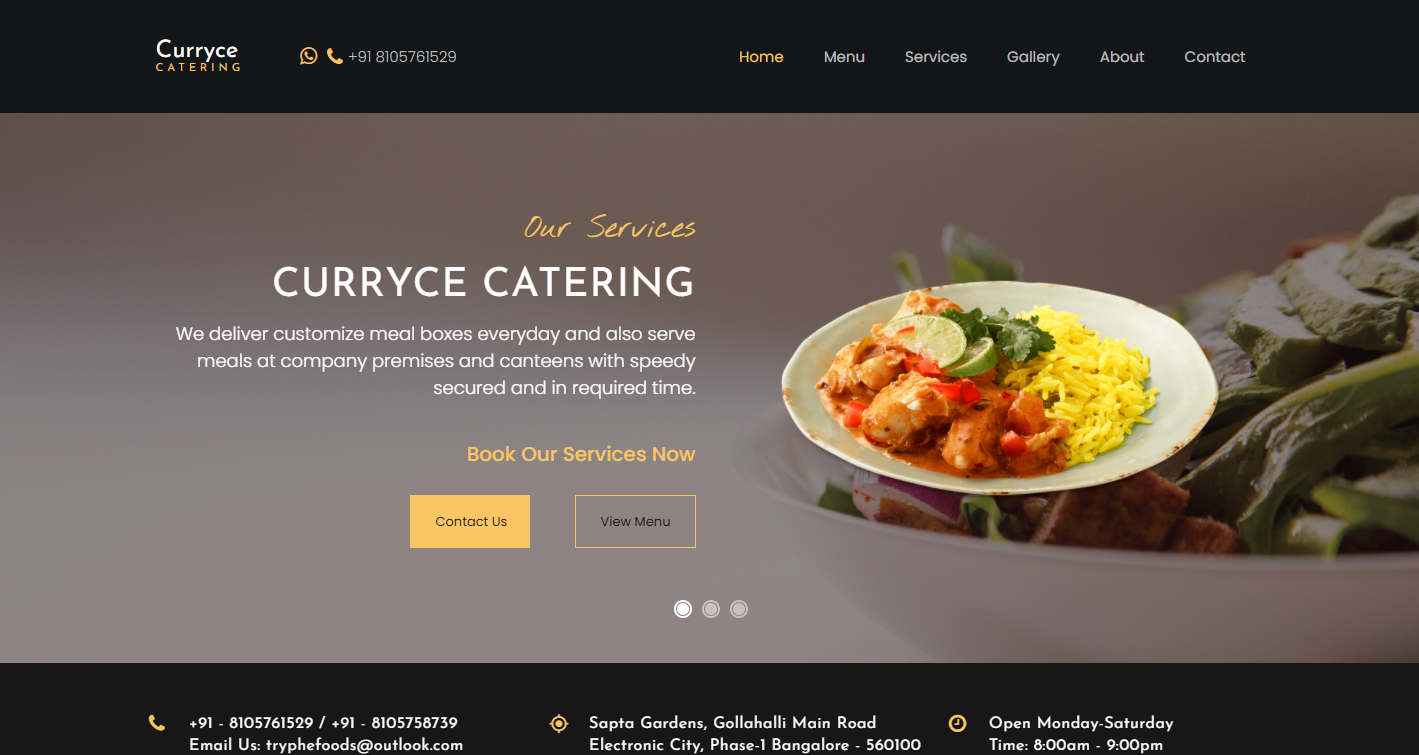 Curryce
CATERING
+91 8105761529
Home Menu Services Gallery About Contact
Our Services
CURRYCE CATERING
We deliver customize meal boxes everyday and also serve
meals at company premises and canteens with speedy
secured and in required time.
Book Our Services Now
Contact Us View Menu
+91 - 8105761529 / +91 - 8105758739
Email Us: tryphefoods@outlook.com
Sapta Gardens, Gollahalli Main Road
Electronic City, Phase-1 Bangalore - 560100
Open Monday-Saturday
Time: 8:00am - 9:00pm